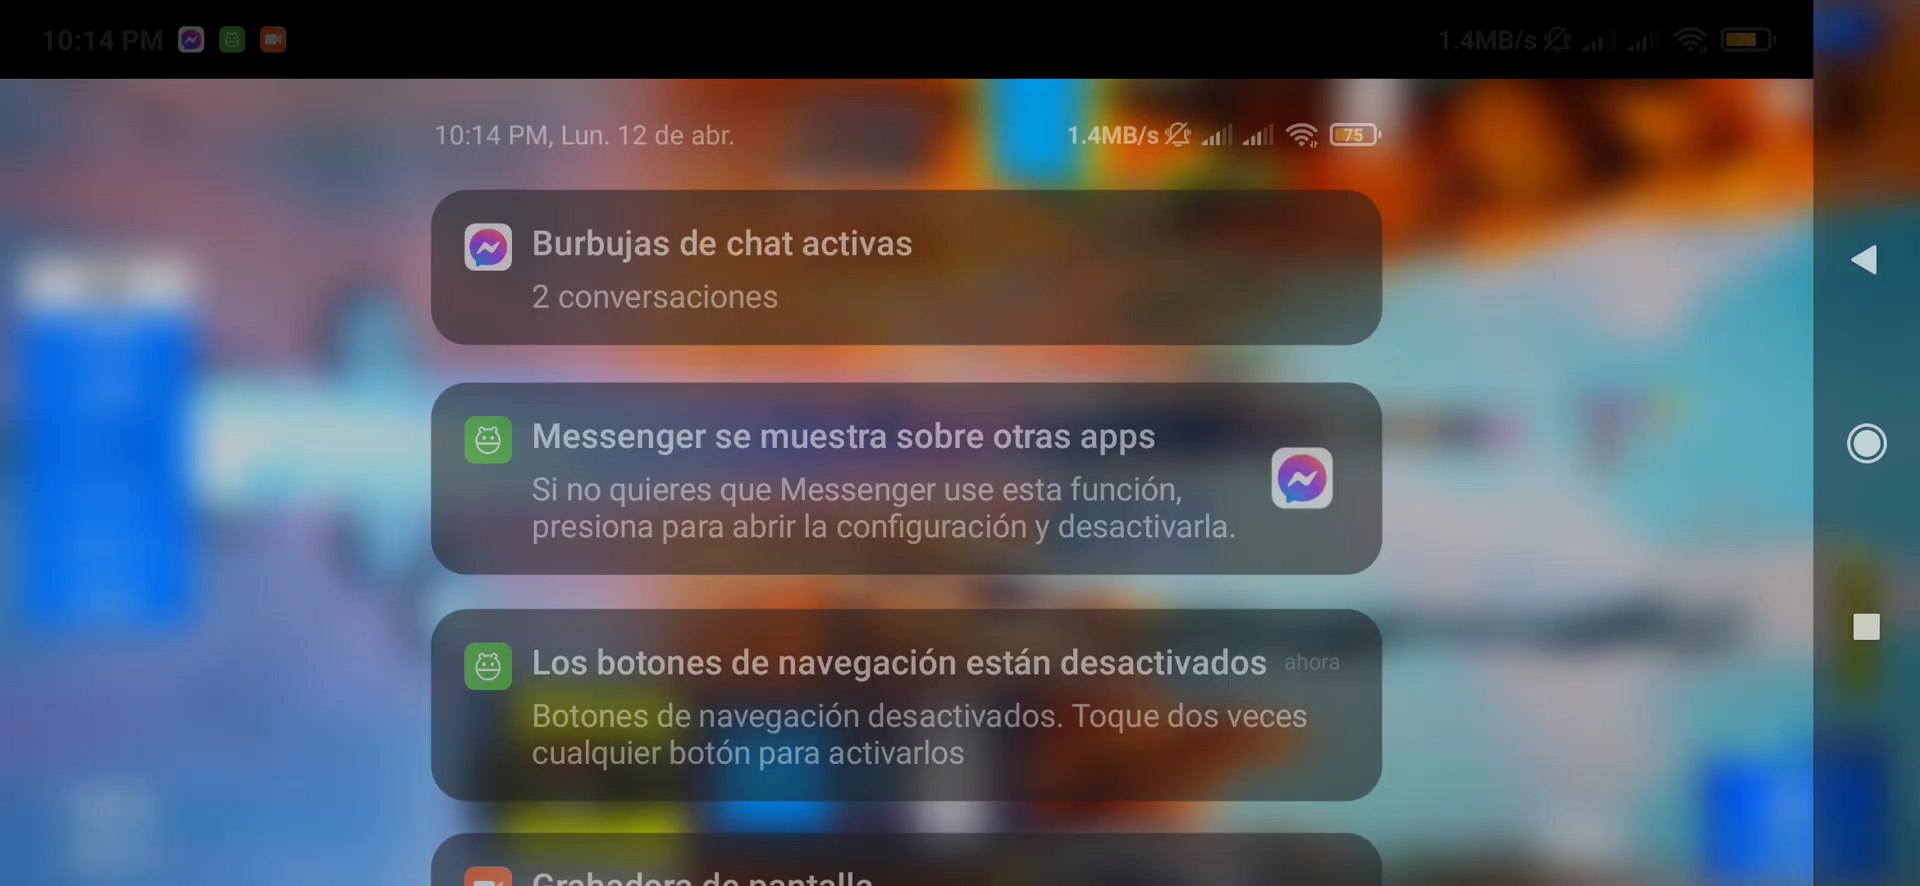 10:14 PM
1.4MB/s
10:14 PM, Lun. 12 de abr.
1.4MB/s 75
Burbujas de chat activas
2 conversaciones
Messenger se muestra sobre otras apps
Si no quieres que Messenger use esta función,
presiona para abrir la configuración y desactivarla.
Los botones de navegación están desactivados ahora
Botones de navegación desactivados. Toque dos veces
cualquier botón para activarlos
Grabadora de pantalla